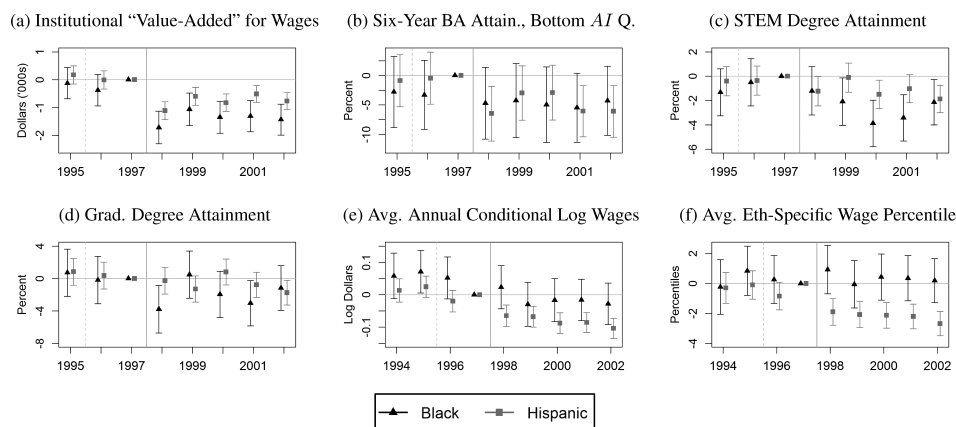 (a) Institutional “Value-Added” for Wages
(b) Six-Year BA Attain., Bottom AI Q.
(c) STEM Degree Attainment
Dollars ('000s)
1
0
-1
-2
1995 1997 1999 2001
Percent
5
0
-5
-10
1995 1997 1999 2001
Percent
2
0
-2
-4
-6
1995 1997 1999 2001
(d) Grad. Degree Attainment
(e) Avg. Annual Conditional Log Wages
(f) Avg. Eth-Specific Wage Percentile
Percent
4
0
-4
-8
1995 1997 1999 2001
Log Dollars
0.1
0
-0.1
1994 1996 1998 2000 2002
Percentiles
2
0
-2
-4
1994 1996 1998 2000 2002
Black Hispanic